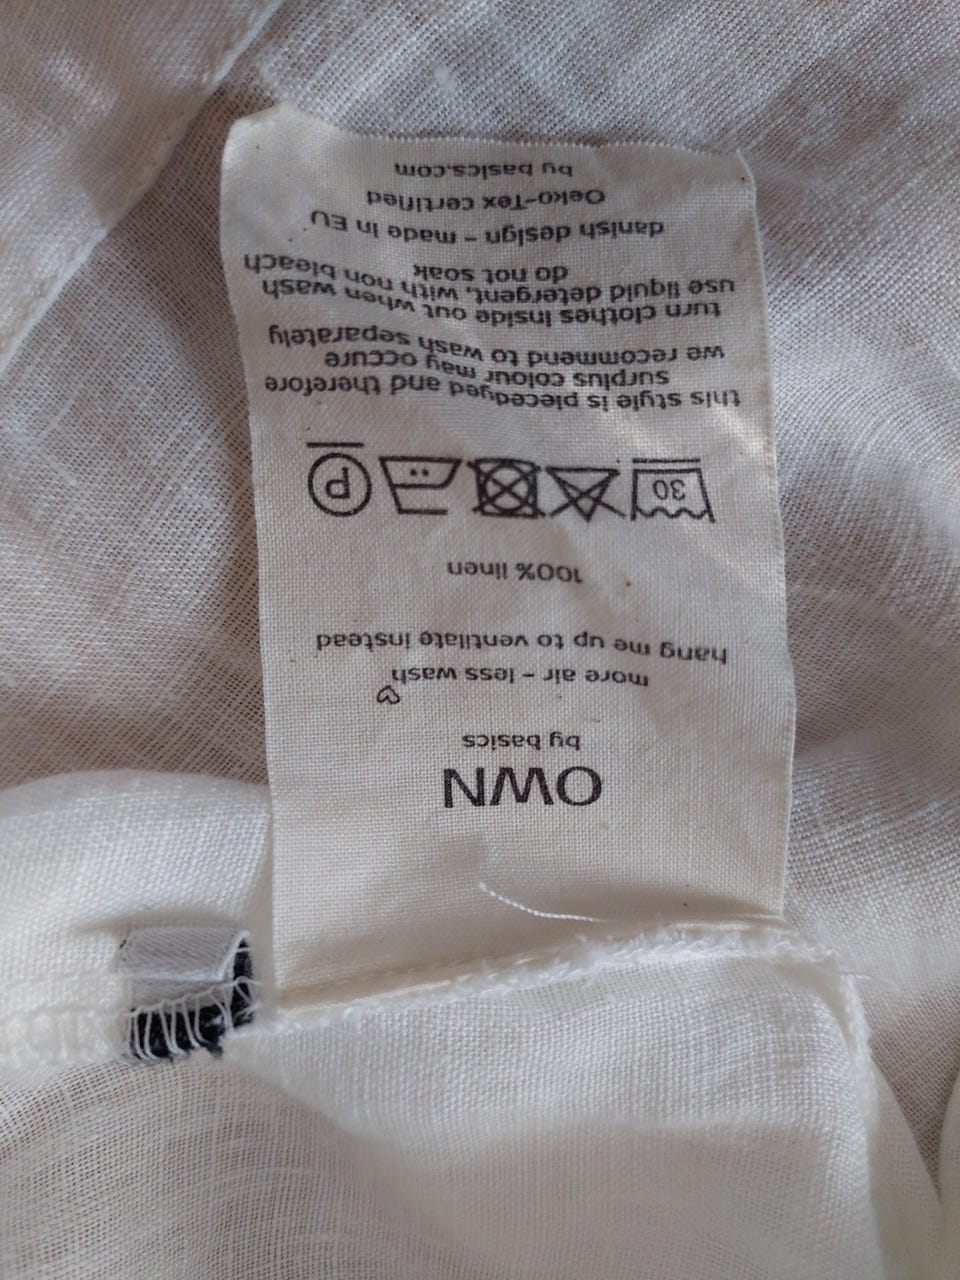 OWN
by basics
more air – less wash
hang me up to ventilate instead
100% linen
30 P
this style is piecedyed and therefore
surplus colour may occure
we recommend to wash separately
turn clothes inside out when wash
use liquid detergent, with non bleach
do not soak
danish design – made in EU
Oeko-Tex certified
by basics.com